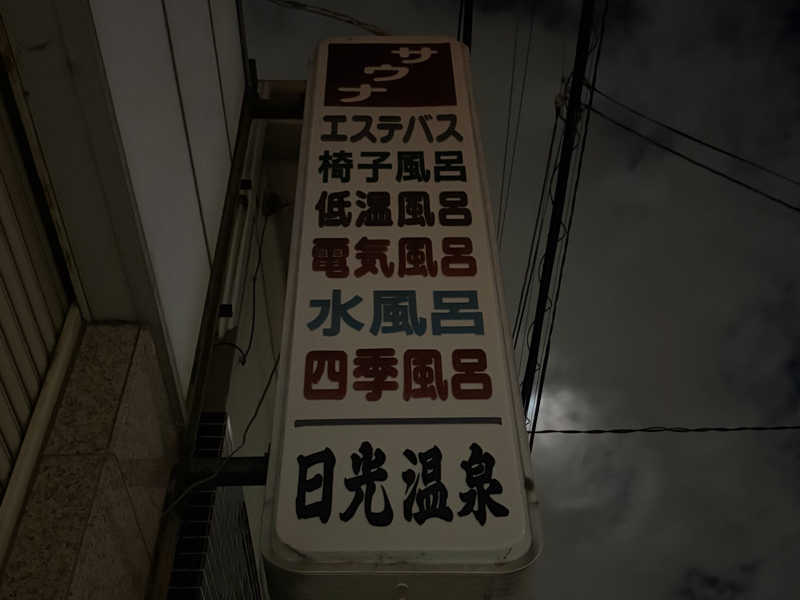 サウナ
エステバス
椅子風呂
低温風呂
電気風呂
水風呂
四季風呂
日光温泉